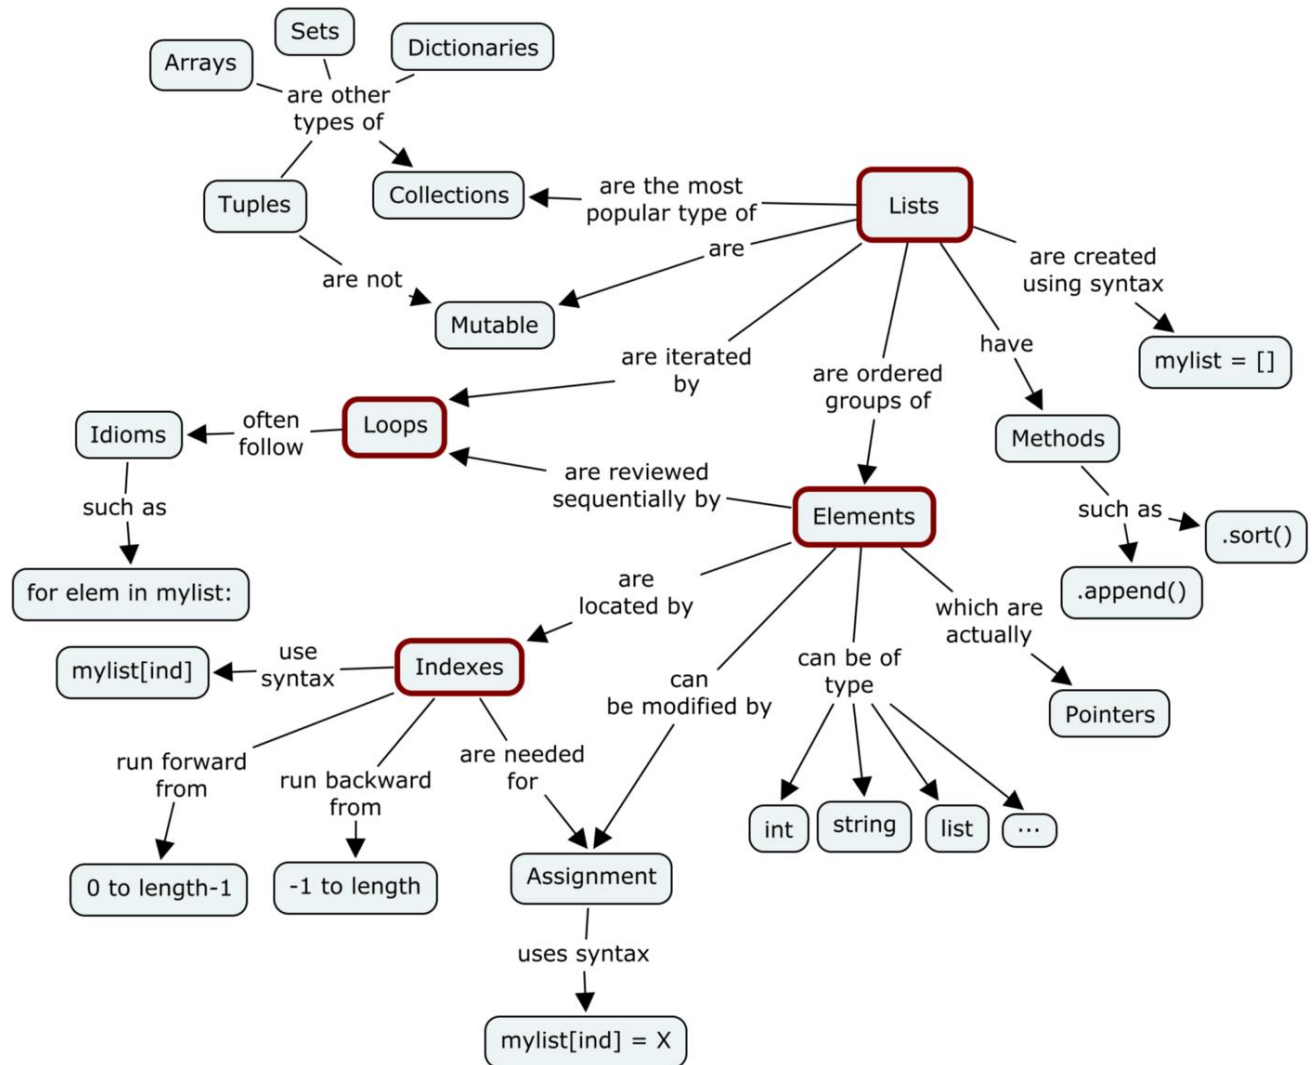 Sets
Dictionaries
Arrays
are other
types of
Tuples
Collections
are the most
popular type of
Lists
are
are not
Mutable
are created
using syntax
mylist = []
have
are iterated
by
are ordered
groups of
Methods
Loops
often
follow
Idioms
such as
for elem in mylist:
are reviewed
sequentially by
Elements
such as
.sort()
.append()
are
located by
which are
actually
Pointers
Indexes
use
syntax
mylist[ind]
can
be modified by
can be of
type
run forward
from
run backward
from
are needed
for
int
string
list
...
0 to length-1
-1 to length
Assignment
uses syntax
mylist[ind] = X